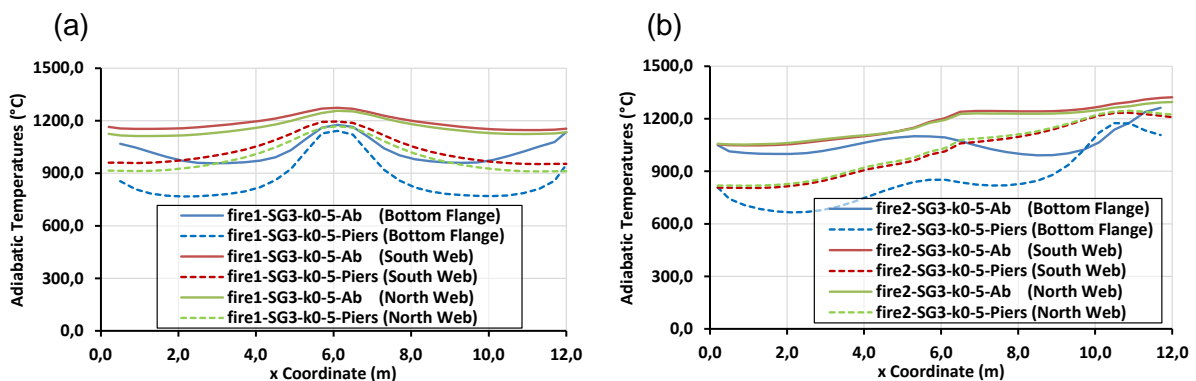 (a)
Adiabatic Temperatures (°C)
1500,0
1200,0
900,0
600,0
300,0
0,0
fire1-SG3-k0-5-Ab (Bottom Flange)
fire1-SG3-k0-5-Piers (Bottom Flange)
fire1-SG3-k0-5-Ab (South Web)
fire1-SG3-k0-5-Piers (South Web)
fire1-SG3-k0-5-Ab (North Web)
fire1-SG3-k0-5-Piers (North Web)
0,0 2,0 4,0 6,0 8,0 10,0 12,0
x Coordinate (m)
(b)
Adiabatic Temperatures (°C)
1500,0
1200,0
900,0
600,0
300,0
0,0
fire2-SG3-k0-5-Ab (Bottom Flange)
fire2-SG3-k0-5-Piers (Bottom Flange)
fire2-SG3-k0-5-Ab (South Web)
fire2-SG3-k0-5-Piers (South Web)
fire2-SG3-k0-5-Ab (North Web)
fire2-SG3-k0-5-Piers (North Web)
0,0 2,0 4,0 6,0 8,0 10,0 12,0
x Coordinate (m)